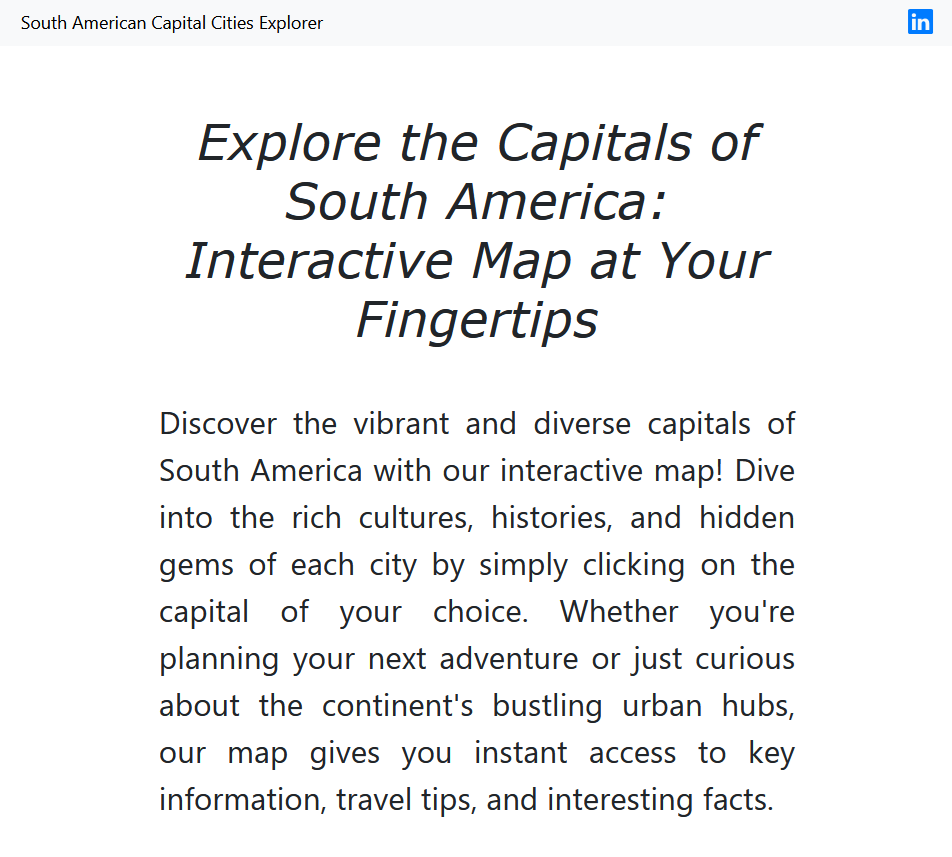 South American Capital Cities Explorer
in
Explore the Capitals of
South America:
Interactive Map at Your
Fingertips
Discover the vibrant and diverse capitals of
South America with our interactive map! Dive
into the rich cultures, histories, and hidden
gems of each city by simply clicking on the
capital of your choice. Whether you're
planning your next adventure or just curious
about the continent's bustling urban hubs,
our map gives you instant access to key
information, travel tips, and interesting facts.